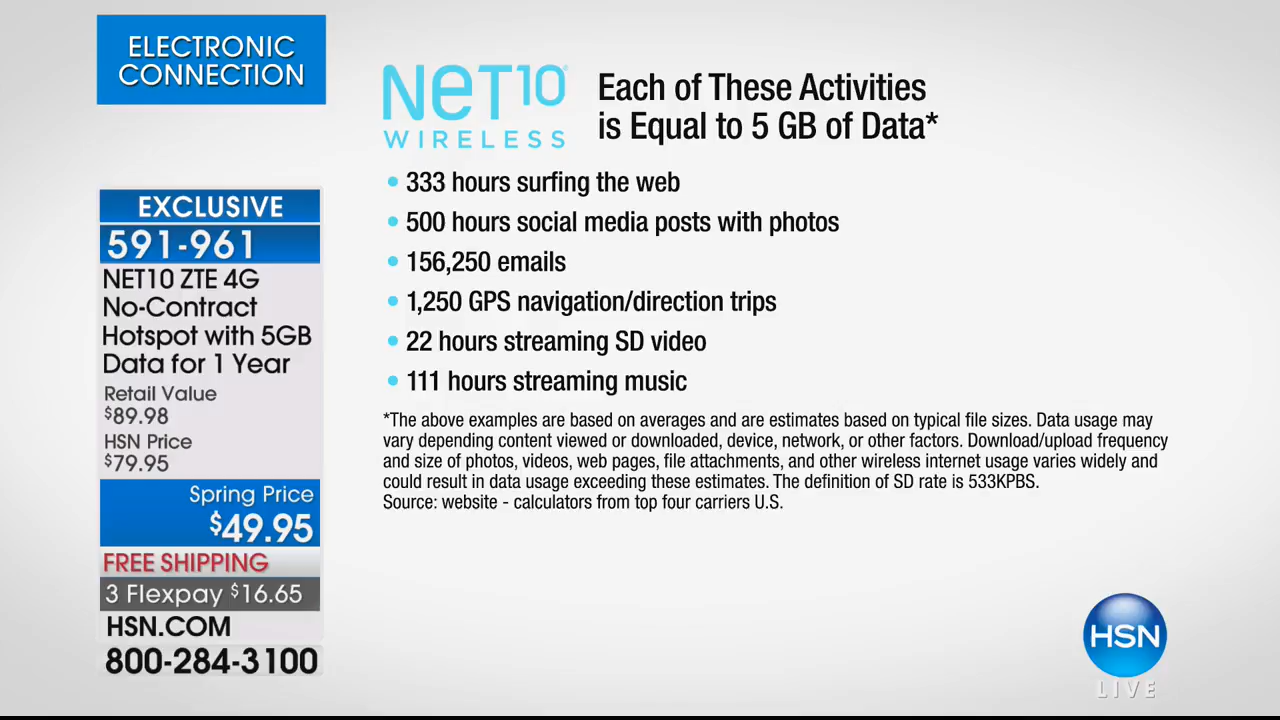 ELECTRONIC
CONNECTION
NET10®
WIRELESS
Each of These Activities
is Equal to 5 GB of Data*
• 333 hours surfing the web
• 500 hours social media posts with photos
• 156,250 emails
• 1,250 GPS navigation/direction trips
• 22 hours streaming SD video
• 111 hours streaming music
*The above examples are based on averages and are estimates based on typical file sizes. Data usage may
vary depending content viewed or downloaded, device, network, or other factors. Download/upload frequency
and size of photos, videos, web pages, file attachments, and other wireless internet usage varies widely and
could result in data usage exceeding these estimates. The definition of SD rate is 533KPBS.
Source: website - calculators from top four carriers U.S.
EXCLUSIVE
591-961
NET10 ZTE 4G
No-Contract
Hotspot with 5GB
Data for 1 Year
Retail Value
$89.98
HSN Price
$79.95
Spring Price
$49.95
FREE SHIPPING
3 Flexpay $16.65
HSN.COM
800-284-3100
HSN
LIVE